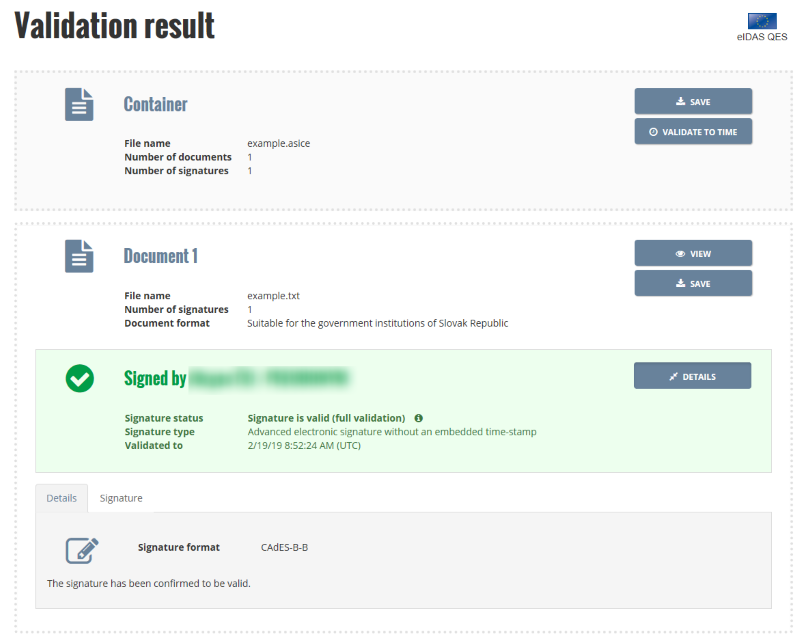 Validation result
eIDAS QES
Container
SAVE
VALIDATE TO TIME
File name example.asice
Number of documents 1
Number of signatures 1
Document 1
VIEW
SAVE
File name example.txt
Number of signatures 1
Document format Suitable for the government institutions of Slovak Republic
Signed by
DETAILS
Signature status Signature is valid (full validation)
Signature type Advanced electronic signature without an embedded time-stamp
Validated to 2/19/19 8:52:24 AM (UTC)
Details Signature
Signature format CAdES-B-B
The signature has been confirmed to be valid.